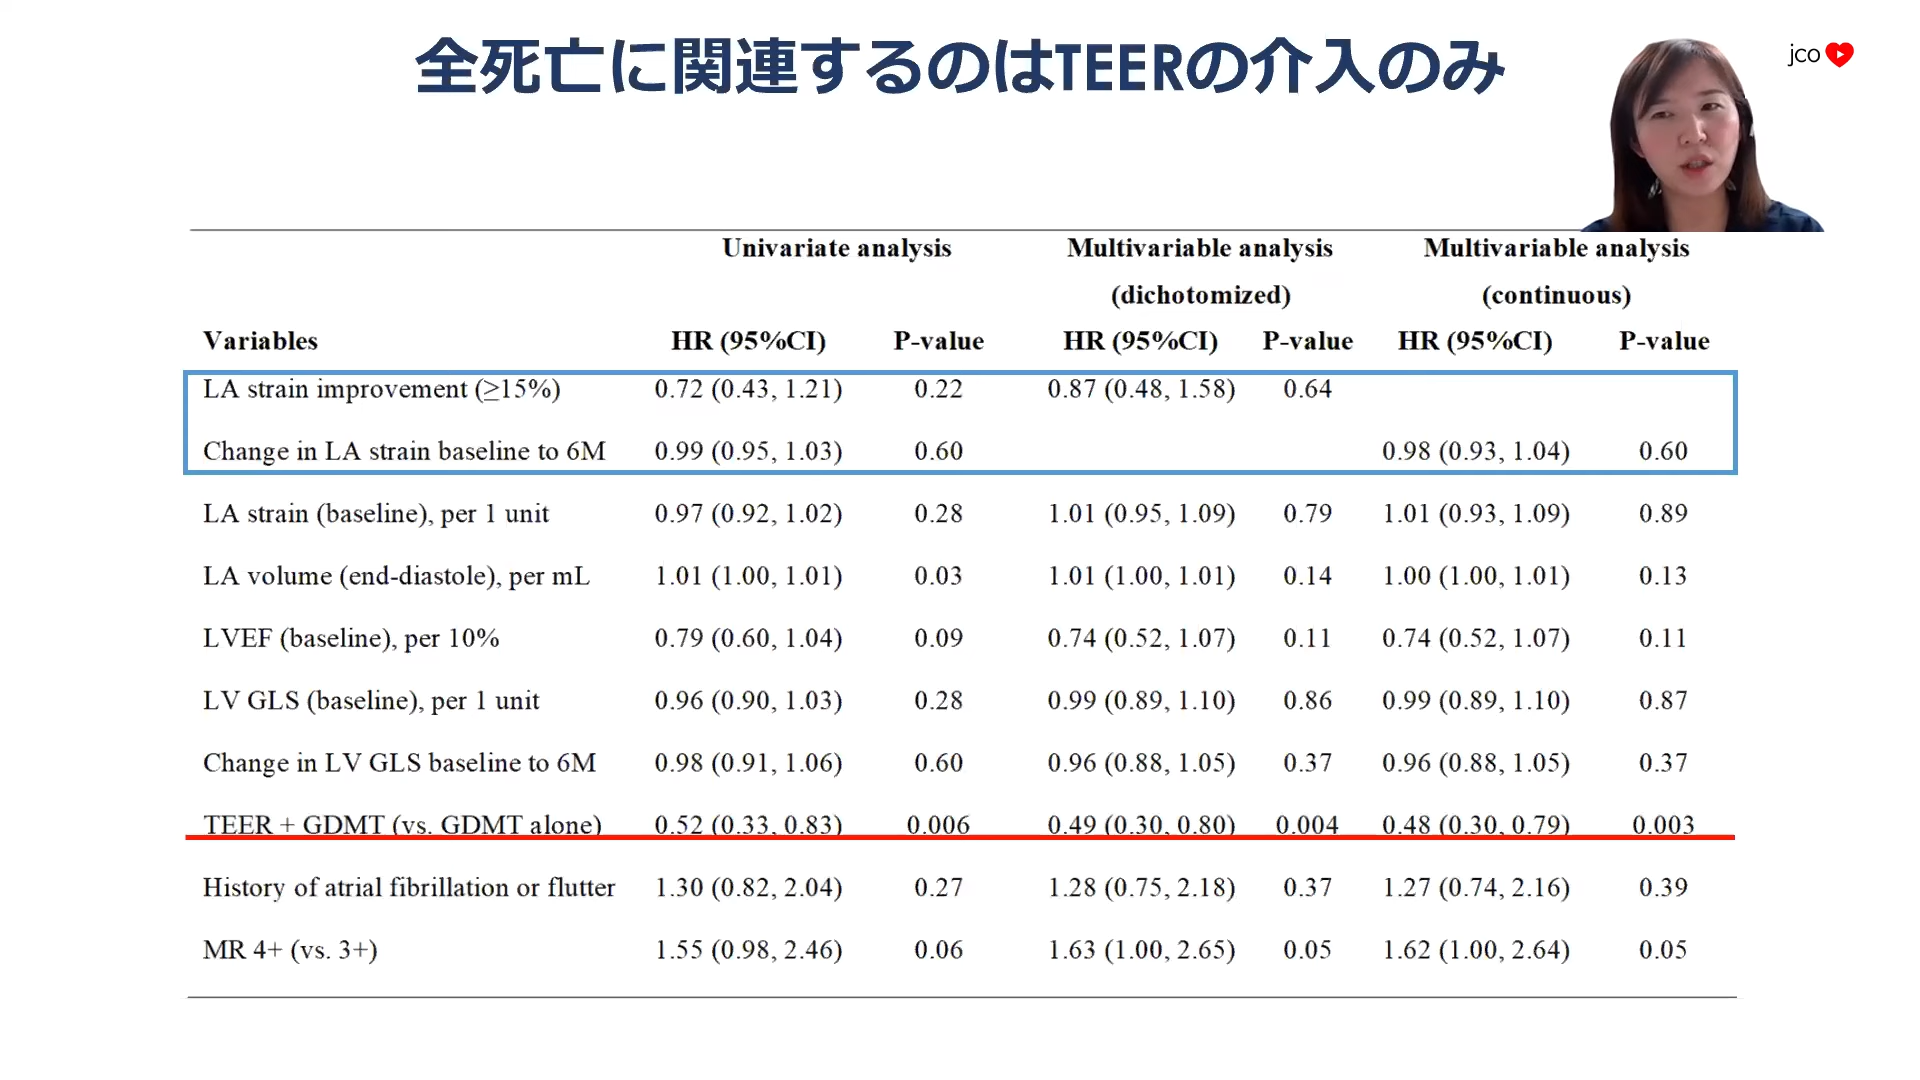 全死亡に関連するのはTEERの介入のみ
jco
Univariate analysis Multivariable analysis Multivariable analysis
(dichotomized) (continuous)
Variables HR (95%CI) P-value HR (95%CI) P-value HR (95%CI) P-value
LA strain improvement (≥15%) 0.72 (0.43, 1.21) 0.22 0.87 (0.48, 1.58) 0.64
Change in LA strain baseline to 6M 0.99 (0.95, 1.03) 0.60 0.98 (0.93, 1.04) 0.60
LA strain (baseline), per 1 unit 0.97 (0.92, 1.02) 0.28 1.01 (0.95, 1.09) 0.79 1.01 (0.93, 1.09) 0.89
LA volume (end-diastole), per mL 1.01 (1.00, 1.01) 0.03 1.01 (1.00, 1.01) 0.14 1.00 (1.00, 1.01) 0.13
LVEF (baseline), per 10% 0.79 (0.60, 1.04) 0.09 0.74 (0.52, 1.07) 0.11 0.74 (0.52, 1.07) 0.11
LV GLS (baseline), per 1 unit 0.96 (0.90, 1.03) 0.28 0.99 (0.89, 1.10) 0.86 0.99 (0.89, 1.10) 0.87
Change in LV GLS baseline to 6M 0.98 (0.91, 1.06) 0.60 0.96 (0.88, 1.05) 0.37 0.96 (0.88, 1.05) 0.37
TEER + GDMT (vs. GDMT alone) 0.52 (0.33, 0.83) 0.006 0.49 (0.30, 0.80) 0.004 0.48 (0.30, 0.79) 0.003
History of atrial fibrillation or flutter 1.30 (0.82, 2.04) 0.27 1.28 (0.75, 2.18) 0.37 1.27 (0.74, 2.16) 0.39
MR 4+ (vs. 3+) 1.55 (0.98, 2.46) 0.06 1.63 (1.00, 2.65) 0.05 1.62 (1.00, 2.64) 0.05